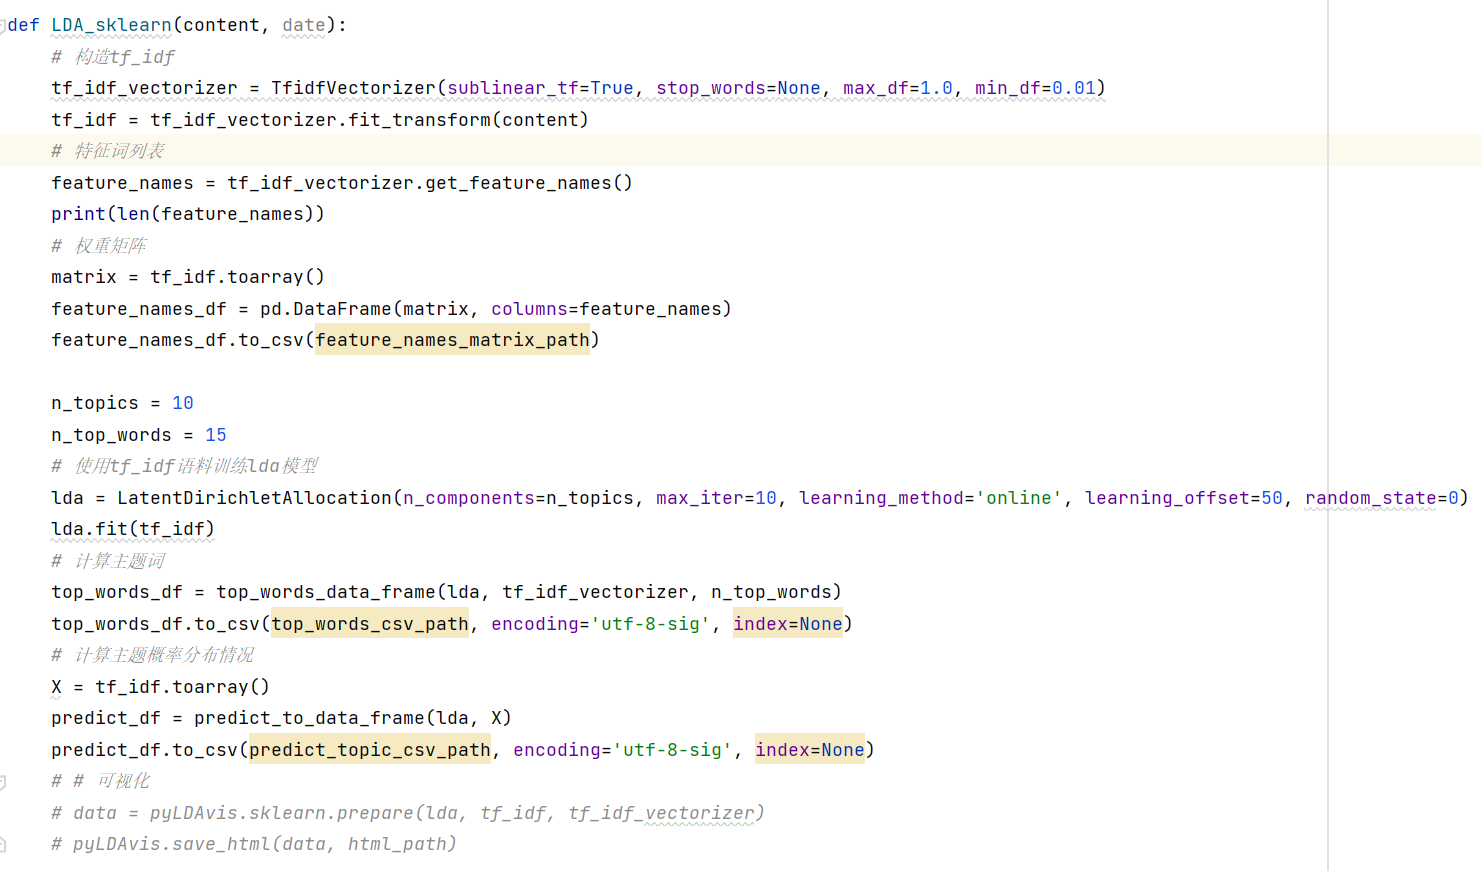 def LDA_sklearn(content, date):
    # 构造tf_idf
    tf_idf_vectorizer = TfidfVectorizer(sublinear_tf=True, stop_words=None, max_df=1.0, min_df=0.01)
    tf_idf = tf_idf_vectorizer.fit_transform(content)
    # 特征词列表
    feature_names = tf_idf_vectorizer.get_feature_names()
    print(len(feature_names))
    # 权重矩阵
    matrix = tf_idf.toarray()
    feature_names_df = pd.DataFrame(matrix, columns=feature_names)
    feature_names_df.to_csv(feature_names_matrix_path)

    n_topics = 10
    n_top_words = 15
    # 使用tf_idf语料训练lda模型
    lda = LatentDirichletAllocation(n_components=n_topics, max_iter=10, learning_method='online', learning_offset=50, random_state=0)
    lda.fit(tf_idf)
    # 计算主题词
    top_words_df = top_words_data_frame(lda, tf_idf_vectorizer, n_top_words)
    top_words_df.to_csv(top_words_csv_path, encoding='utf-8-sig', index=None)
    # 计算主题概率分布情况
    X = tf_idf.toarray()
    predict_df = predict_to_data_frame(lda, X)
    predict_df.to_csv(predict_topic_csv_path, encoding='utf-8-sig', index=None)
    # # 可视化
    # data = pyLDAvis.sklearn.prepare(lda, tf_idf, tf_idf_vectorizer)
    # pyLDAvis.save_html(data, html_path)